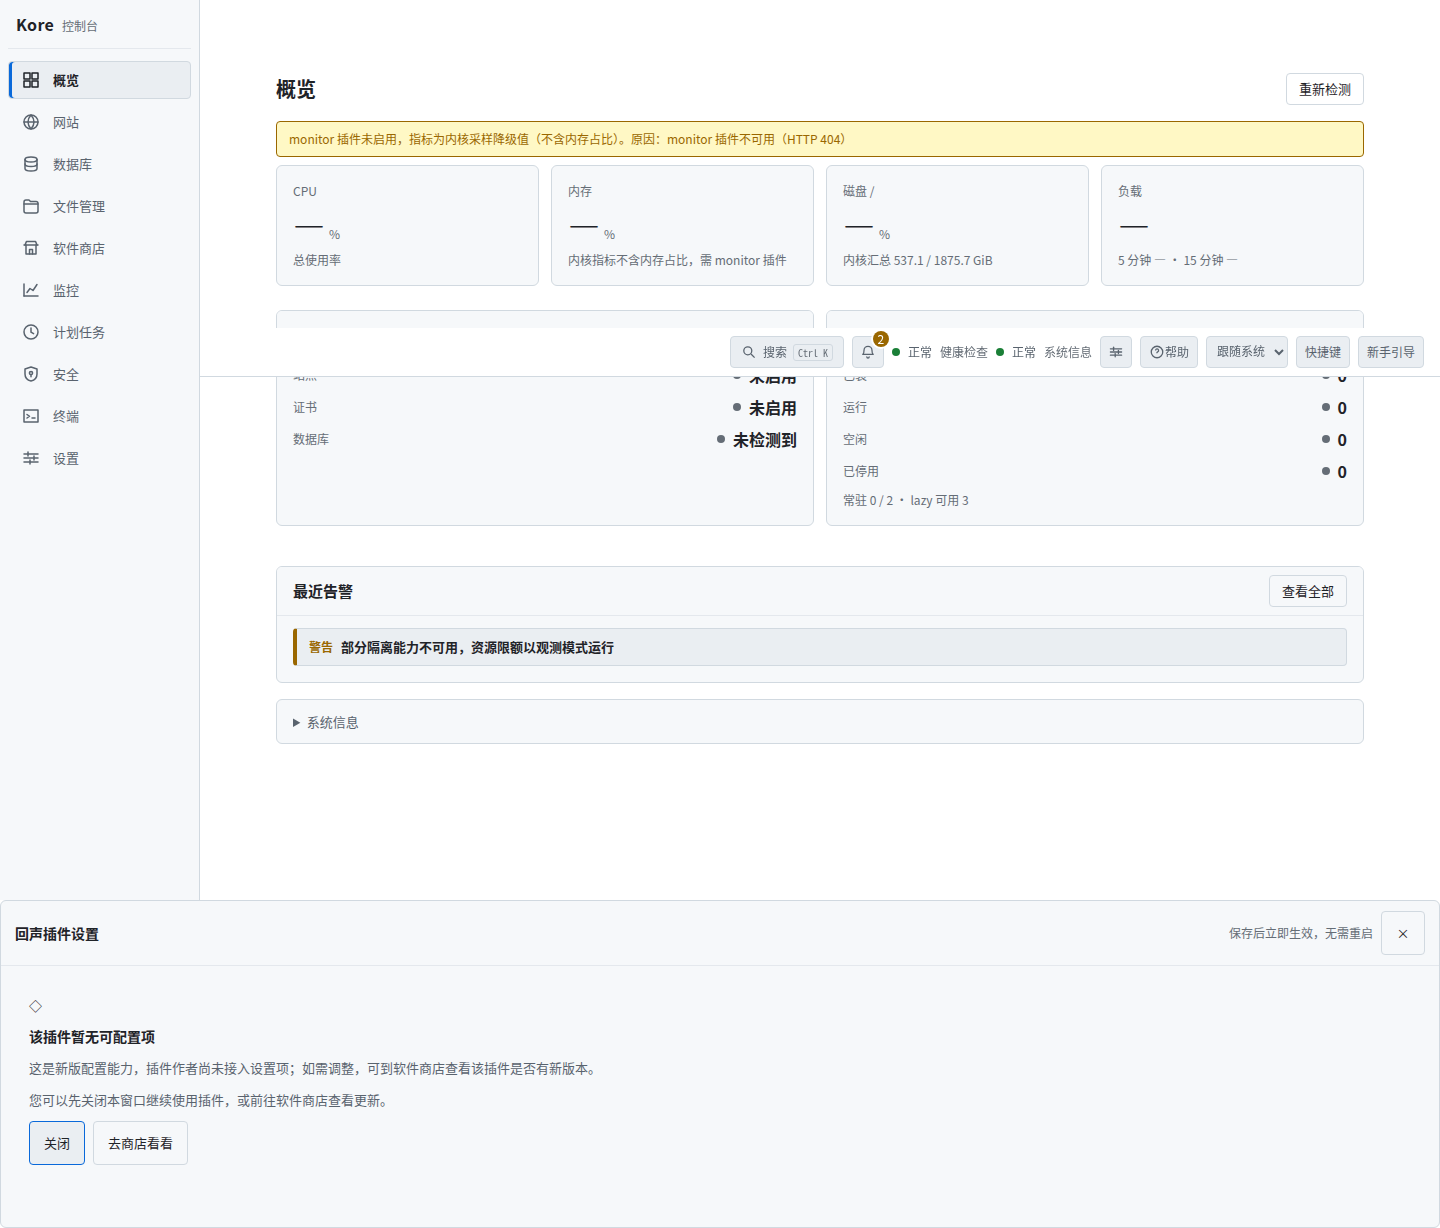 Kore 控制台
概览
网站
数据库
文件管理
软件商店
监控
计划任务
安全
终端
设置
概览
重新检测
monitor 插件未启用，指标为内核采样降级值（不含内存占比）。原因：monitor 插件不可用（HTTP 404）
CPU
— %
总使用率
内存
— %
内核指标不含内存占比，需 monitor 插件
磁盘 /
— %
内核汇总 537.1 / 1875.7 GiB
负载
—
5 分钟 — · 15 分钟 —
搜索 Ctrl K
2
正常 健康检查
正常 系统信息
帮助
跟随系统
快捷键
新手引导
证书 未启用
数据库 未检测到
运行 0
空闲 0
已停用 0
常驻 0 / 2 · lazy 可用 3
最近告警
查看全部
警告 部分隔离能力不可用，资源限额以观测模式运行
系统信息
回声插件设置
保存后立即生效，无需重启
×
该插件暂无可配置项
这是新版配置能力，插件作者尚未接入设置项；如需调整，可到软件商店查看该插件是否有新版本。
您可以先关闭本窗口继续使用插件，或前往软件商店查看更新。
关闭
去商店看看